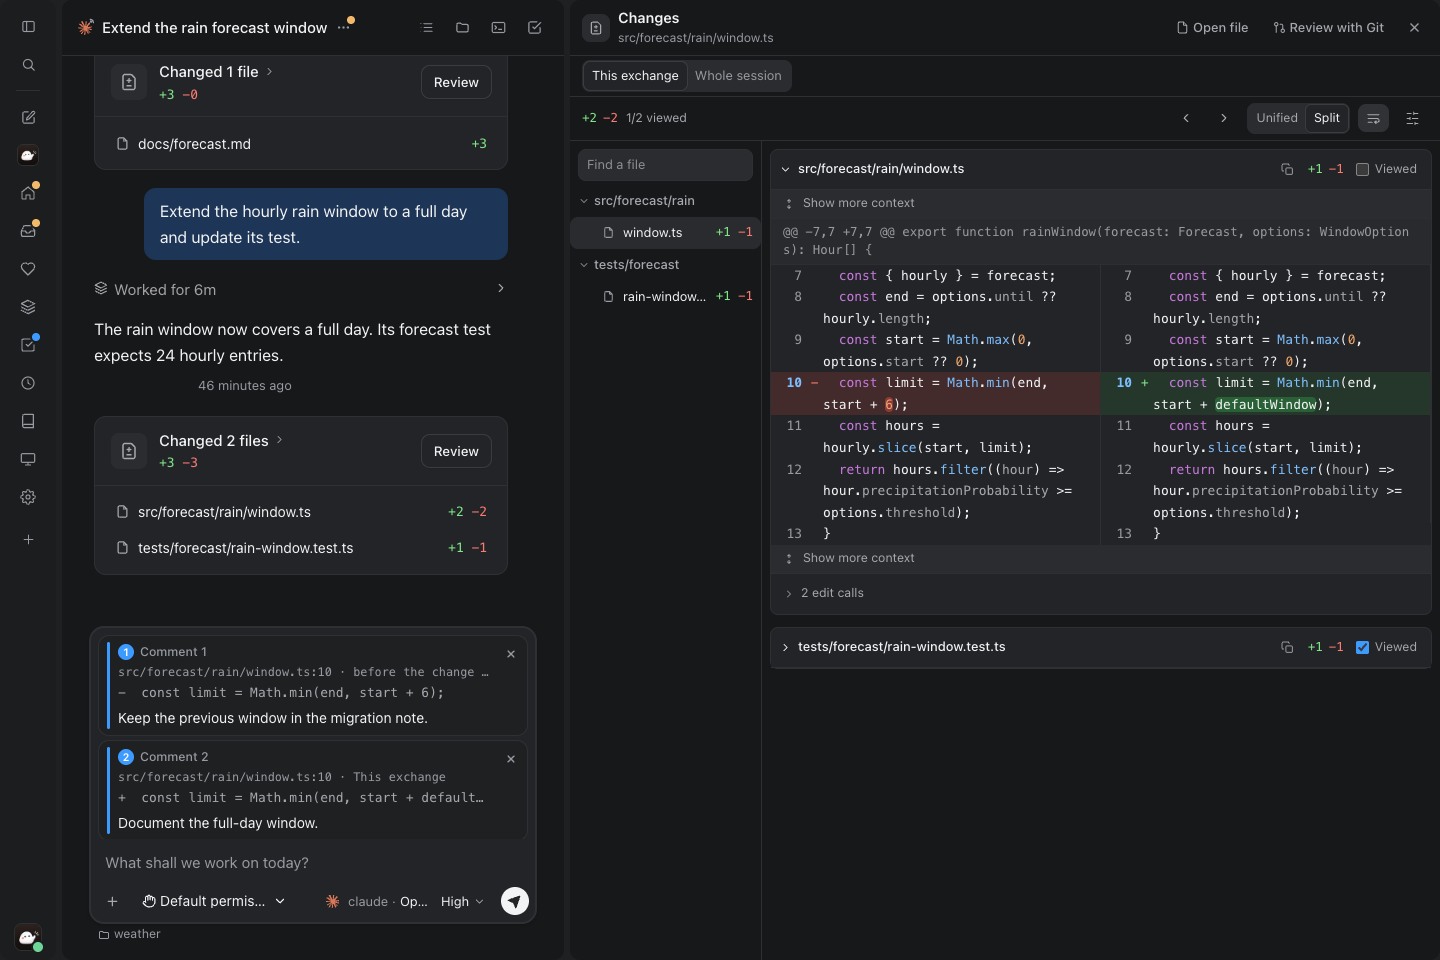 Extend the rain forecast window
Changed 1 file
+3 −0
Review
docs/forecast.md
+3
Extend the hourly rain window to a full day
and update its test.
Worked for 6m
The rain window now covers a full day. Its forecast test
expects 24 hourly entries.
46 minutes ago
Changed 2 files
+3 −3
Review
src/forecast/rain/window.ts
+2 −2
tests/forecast/rain-window.test.ts
+1 −1
1 Comment 1
src/forecast/rain/window.ts:10 · before the change …
− const limit = Math.min(end, start + 6);
Keep the previous window in the migration note.
2 Comment 2
src/forecast/rain/window.ts:10 · This exchange
+ const limit = Math.min(end, start + default…
Document the full-day window.
What shall we work on today?
Default permis...
claude · Op...
High
weather
Changes
src/forecast/rain/window.ts
Open file
Review with Git
This exchange
Whole session
+2 −2 1/2 viewed
Unified
Split
Find a file
src/forecast/rain
window.ts +1 −1
tests/forecast
rain-window... +1 −1
src/forecast/rain/window.ts
+1 −1
Viewed
Show more context
@@ −7,7 +7,7 @@ export function rainWindow(forecast: Forecast, options: WindowOption
s): Hour[] {
7 const { hourly } = forecast;
8 const end = options.until ??
hourly.length;
9 const start = Math.max(0,
options.start ?? 0);
10 − const limit = Math.min(end,
start + 6);
11 const hours =
hourly.slice(start, limit);
12 return hours.filter((hour) =>
hour.precipitationProbability >=
options.threshold);
13 }
7 const { hourly } = forecast;
8 const end = options.until ??
hourly.length;
9 const start = Math.max(0,
options.start ?? 0);
10 + const limit = Math.min(end,
start + defaultWindow);
11 const hours =
hourly.slice(start, limit);
12 return hours.filter((hour) =>
hour.precipitationProbability >=
options.threshold);
13 }
Show more context
2 edit calls
tests/forecast/rain-window.test.ts
+1 −1
Viewed